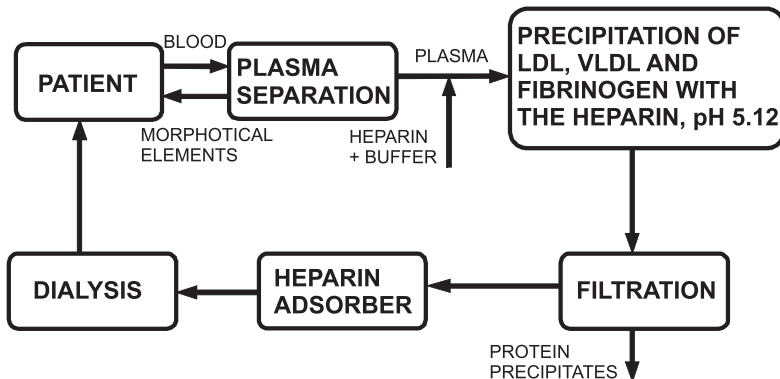 BLOOD
PATIENT
PLASMA
SEPARATION
MORPHOTICAL
ELEMENTS
PLASMA
HEPARIN
+ BUFFER
PRECIPITATION OF
LDL, VLDL AND
FIBRINOGEN WITH
THE HEPARIN, pH 5.12
DIALYSIS
HEPARIN
ADSORBER
FILTRATION
PROTEIN
PRECIPITATES